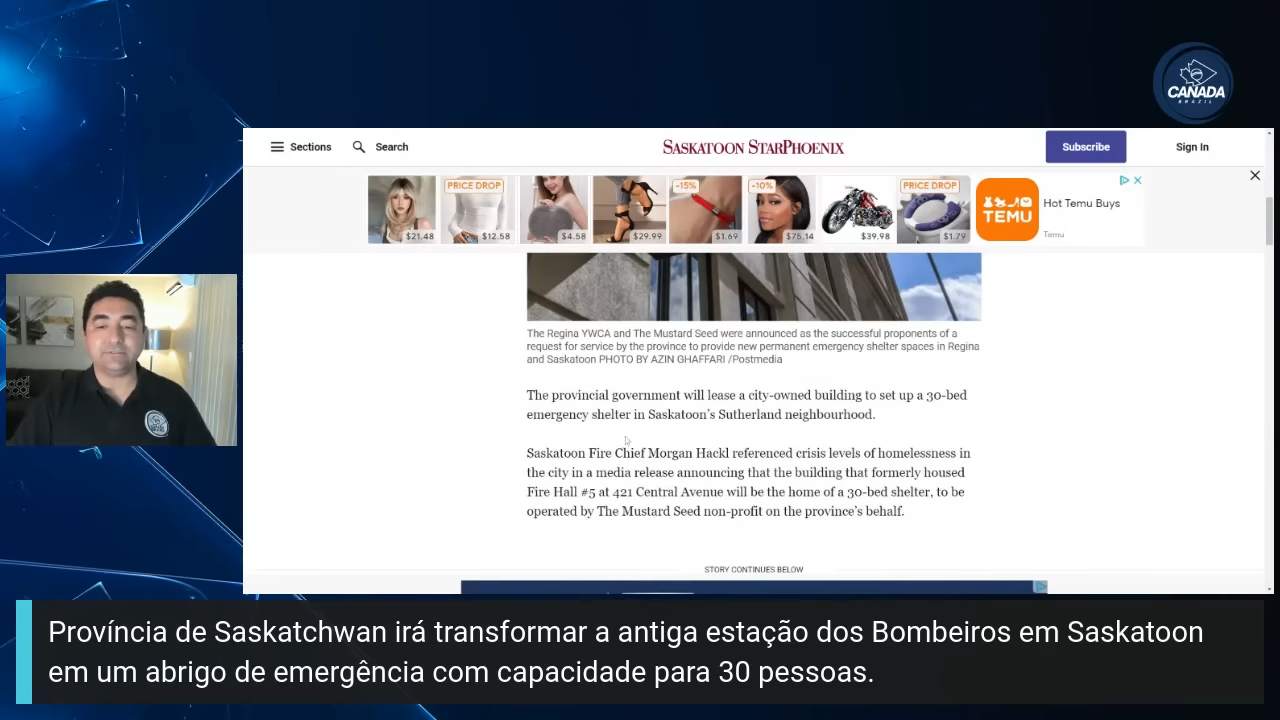 CANADA
BRAZIL
Sections
Search
SASKATOON STARPHOENIX
Subscribe
Sign In
PRICE DROP
-15%
-10%
PRICE DROP
$21.48
$12.58
$4.58
$29.99
$1.69
$75.14
$39.98
$1.79
TEMU
Hot Temu Buys
Temu
The Regina YWCA and The Mustard Seed were announced as the successful proponents of a
request for service by the province to provide new permanent emergency shelter spaces in Regina
and Saskatoon PHOTO BY AZIN GHAFFARI /Postmedia
The provincial government will lease a city-owned building to set up a 30-bed
emergency shelter in Saskatoon's Sutherland neighbourhood.
Saskatoon Fire Chief Morgan Hackl referenced crisis levels of homelessness in
the city in a media release announcing that the building that formerly housed
Fire Hall #5 at 421 Central Avenue will be the home of a 30-bed shelter, to be
operated by The Mustard Seed non-profit on the province's behalf.
STORY CONTINUES BELOW
Província de Saskatchwan irá transformar a antiga estação dos Bombeiros em Saskatoon
em um abrigo de emergência com capacidade para 30 pessoas.